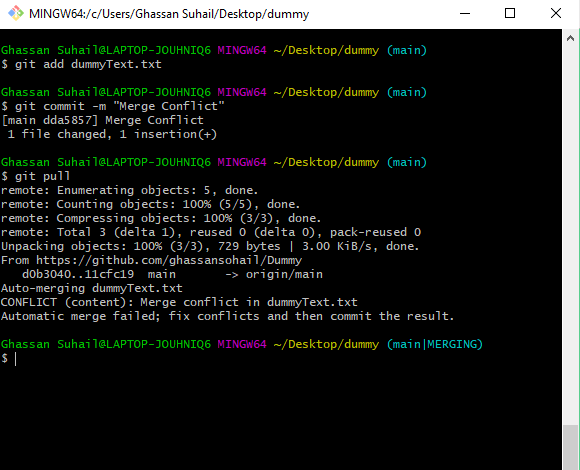 MINGW64:/c/Users/Ghassan Suhail/Desktop/dummy
Ghassan Suhail@LAPTOP-JOUHNIQ6 MINGW64 ~/Desktop/dummy (main)
$ git add dummyText.txt
Ghassan Suhail@LAPTOP-JOUHNIQ6 MINGW64 ~/Desktop/dummy (main)
$ git commit -m "Merge Conflict"
[main dda5857] Merge Conflict
 1 file changed, 1 insertion(+)
Ghassan Suhail@LAPTOP-JOUHNIQ6 MINGW64 ~/Desktop/dummy (main)
$ git pull
remote: Enumerating objects: 5, done.
remote: Counting objects: 100% (5/5), done.
remote: Compressing objects: 100% (3/3), done.
remote: Total 3 (delta 1), reused 0 (delta 0), pack-reused 0
Unpacking objects: 100% (3/3), 729 bytes | 3.00 KiB/s, done.
From https://github.com/ghassansohail/Dummy
   d0b3040..11cfc19  main       -> origin/main
Auto-merging dummyText.txt
CONFLICT (content): Merge conflict in dummyText.txt
Automatic merge failed; fix conflicts and then commit the result.
Ghassan Suhail@LAPTOP-JOUHNIQ6 MINGW64 ~/Desktop/dummy (main|MERGING)
$